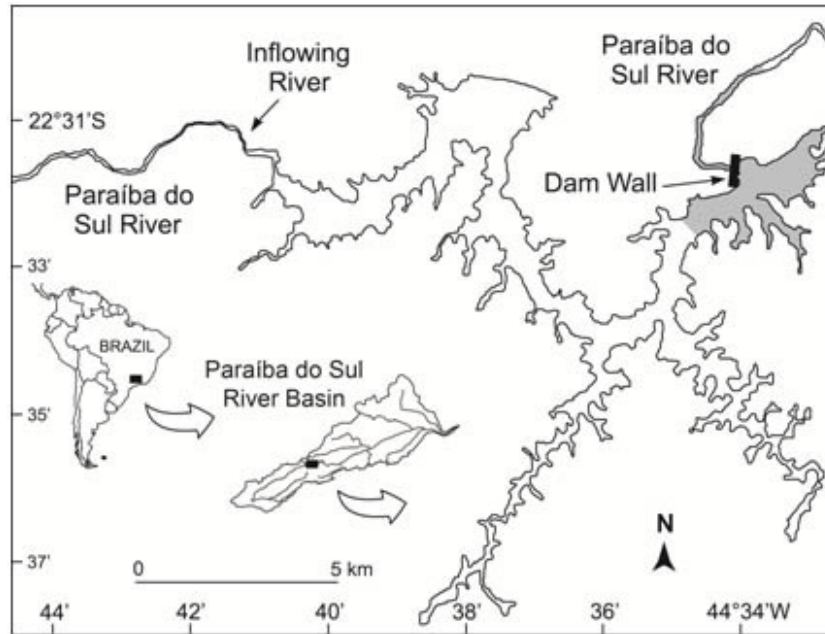 Inflowing
River
Paraíba do
Sul River
22°31'S
Dam Wall
Paraíba do
Sul River
33'
BRAZIL
Paraíba do Sul
River Basin
35'
N
0 5 km
37'
44' 42' 40' 38' 36' 44°34'W